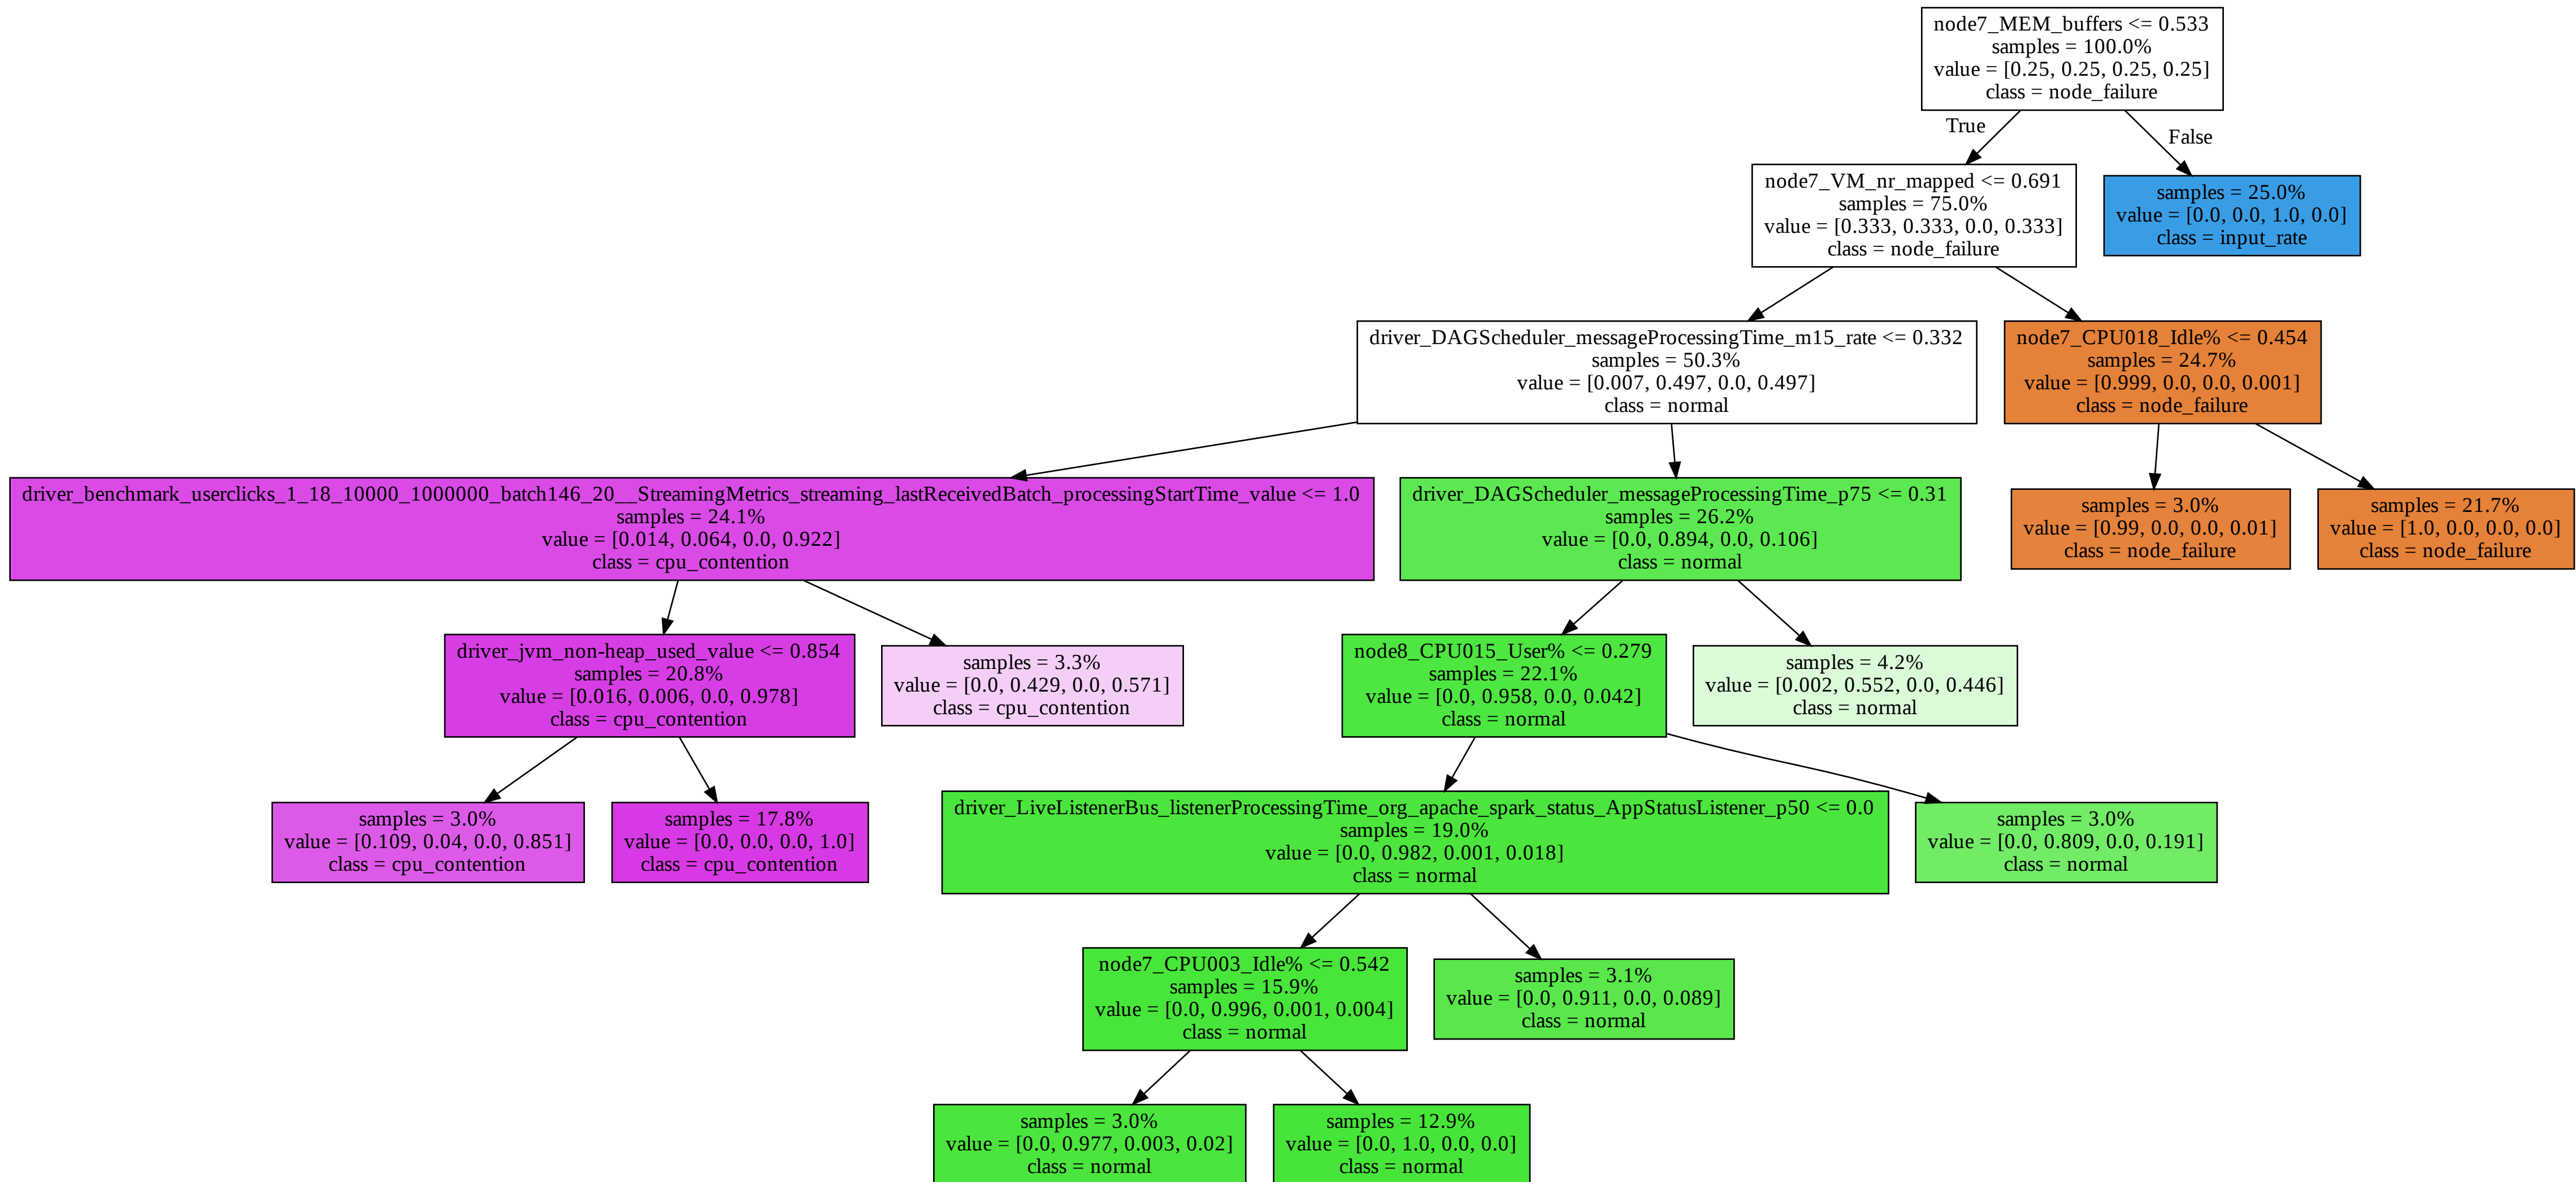 node7_MEM_buffers <= 0.533
samples = 100.0%
value = [0.25, 0.25, 0.25, 0.25]
class = node_failure
True
False
node7_VM_nr_mapped <= 0.691
samples = 75.0%
value = [0.333, 0.333, 0.0, 0.333]
class = node_failure
samples = 25.0%
value = [0.0, 0.0, 1.0, 0.0]
class = input_rate
driver_DAGScheduler_messageProcessingTime_m15_rate <= 0.332
samples = 50.3%
value = [0.007, 0.497, 0.0, 0.497]
class = normal
node7_CPU018_Idle% <= 0.454
samples = 24.7%
value = [0.999, 0.0, 0.0, 0.001]
class = node_failure
driver_benchmark_userclicks_1_18_10000_1000000_batch146_20__StreamingMetrics_streaming_lastReceivedBatch_processingStartTime_value <= 1.0
samples = 24.1%
value = [0.014, 0.064, 0.0, 0.922]
class = cpu_contention
driver_DAGScheduler_messageProcessingTime_p75 <= 0.31
samples = 26.2%
value = [0.0, 0.894, 0.0, 0.106]
class = normal
samples = 3.0%
value = [0.99, 0.0, 0.0, 0.01]
class = node_failure
samples = 21.7%
value = [1.0, 0.0, 0.0, 0.0]
class = node_failure
driver_jvm_non-heap_used_value <= 0.854
samples = 20.8%
value = [0.016, 0.006, 0.0, 0.978]
class = cpu_contention
samples = 3.3%
value = [0.0, 0.429, 0.0, 0.571]
class = cpu_contention
node8_CPU015_User% <= 0.279
samples = 22.1%
value = [0.0, 0.958, 0.0, 0.042]
class = normal
samples = 4.2%
value = [0.002, 0.552, 0.0, 0.446]
class = normal
samples = 3.0%
value = [0.109, 0.04, 0.0, 0.851]
class = cpu_contention
samples = 17.8%
value = [0.0, 0.0, 0.0, 1.0]
class = cpu_contention
driver_LiveListenerBus_listenerProcessingTime_org_apache_spark_status_AppStatusListener_p50 <= 0.0
samples = 19.0%
value = [0.0, 0.982, 0.001, 0.018]
class = normal
samples = 3.0%
value = [0.0, 0.809, 0.0, 0.191]
class = normal
node7_CPU003_Idle% <= 0.542
samples = 15.9%
value = [0.0, 0.996, 0.001, 0.004]
class = normal
samples = 3.1%
value = [0.0, 0.911, 0.0, 0.089]
class = normal
samples = 3.0%
value = [0.0, 0.977, 0.003, 0.02]
class = normal
samples = 12.9%
value = [0.0, 1.0, 0.0, 0.0]
class = normal